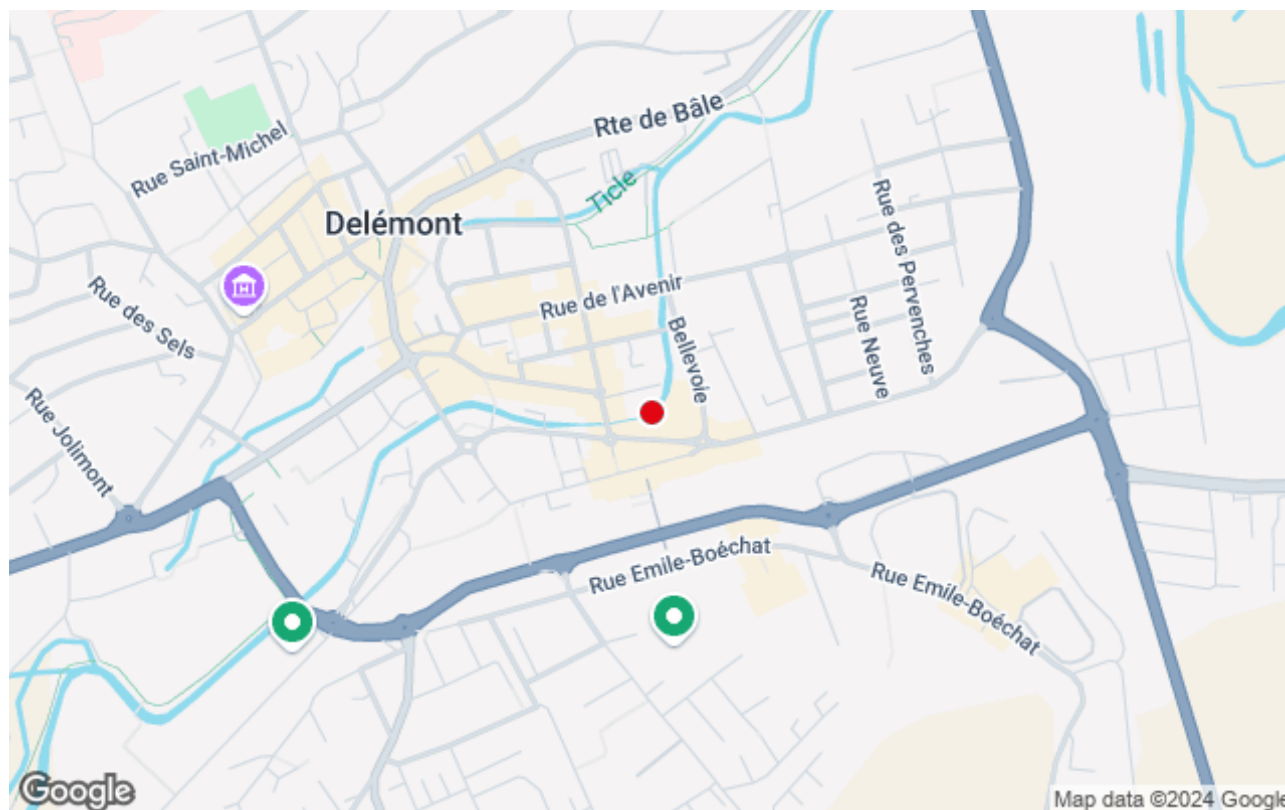 Rte de Bâle
Rue Saint-Michel
Ticle
Rue des Pervenches
Delémont
Rue des Sels
Rue de l'Avenir
Bellevoie
Rue Neuve
Rue Jolimont
Rue Emile-Boéchat
Rue Emile-Boéchat
H
Google
Map data ©2024 Google